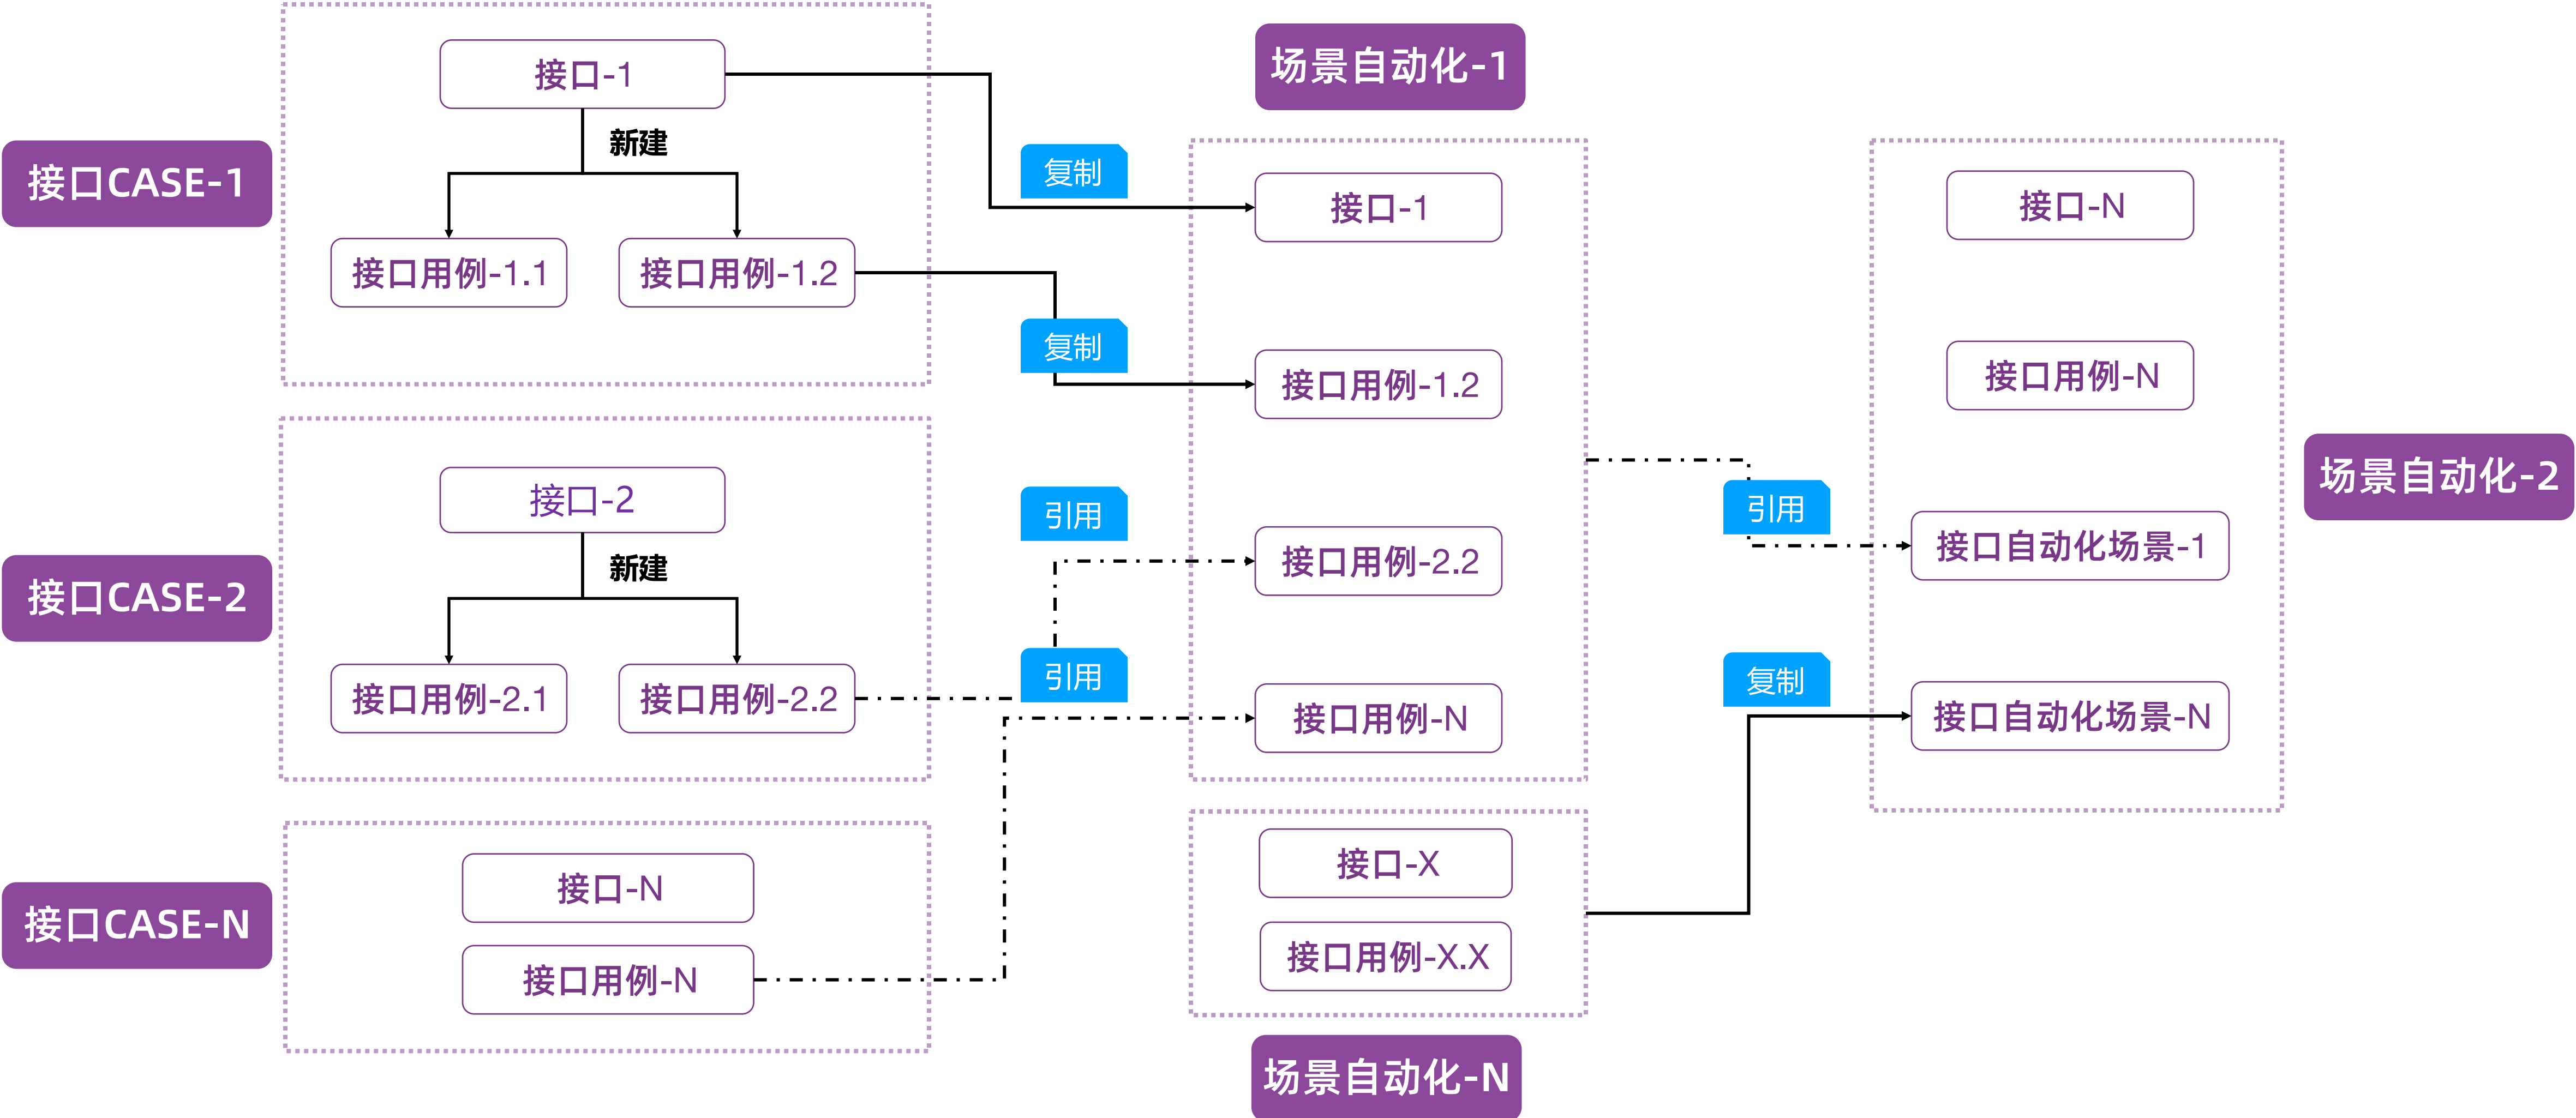 接口CASE-1
接口-1
新建
接口用例-1.1
接口用例-1.2
接口CASE-2
接口-2
新建
接口用例-2.1
接口用例-2.2
接口CASE-N
接口-N
接口用例-N
复制
复制
引用
引用
场景自动化-1
接口-1
接口用例-1.2
接口用例-2.2
接口用例-N
接口-X
接口用例-X.X
场景自动化-N
引用
复制
接口-N
接口用例-N
接口自动化场景-1
接口自动化场景-N
场景自动化-2